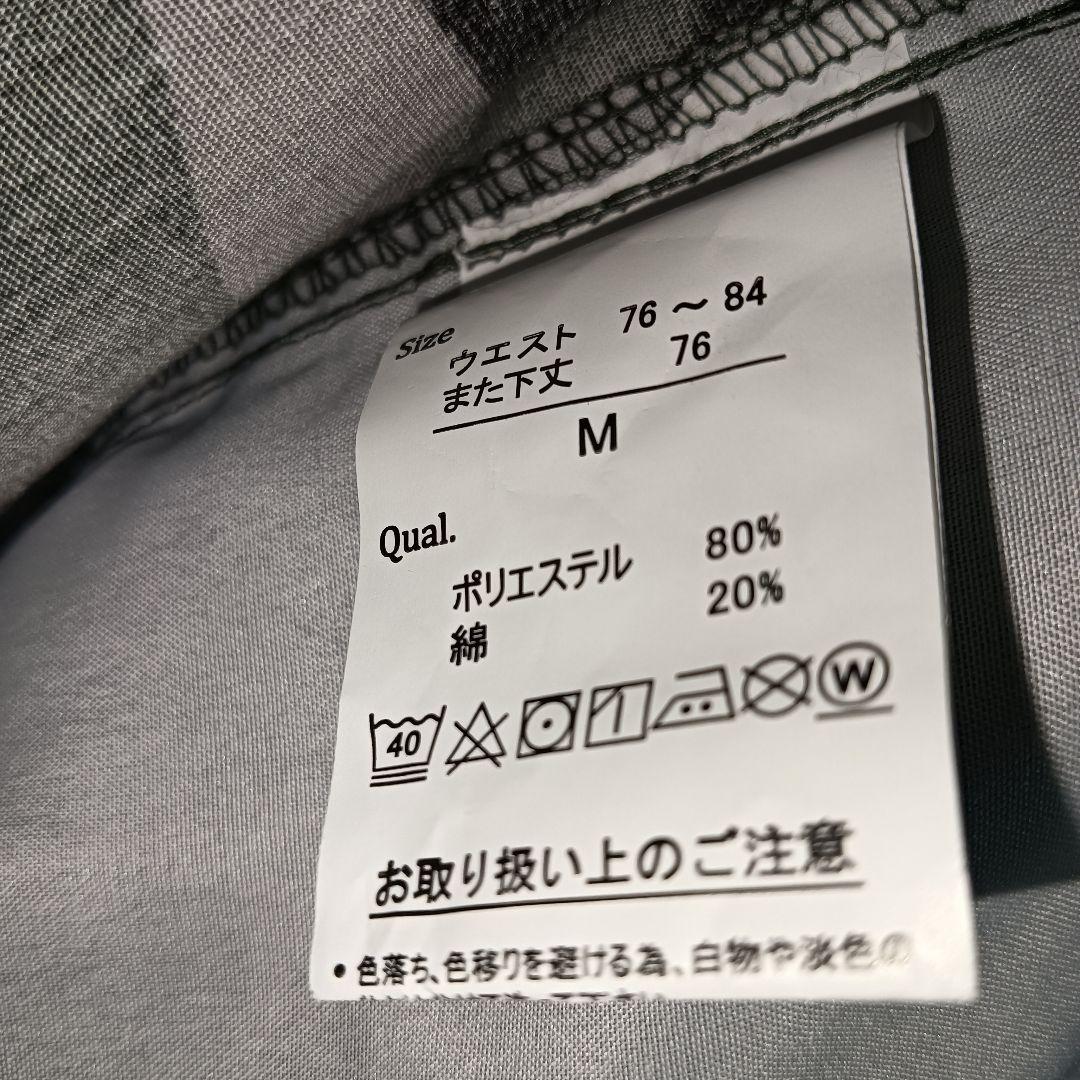 Size
ウエスト 76 ～ 84
また下丈 76
M
Qual.
ポリエステル 80%
綿 20%
40
W
お取り扱い上のご注意
• 色落ち、色移りを避ける為、白物や淡色の